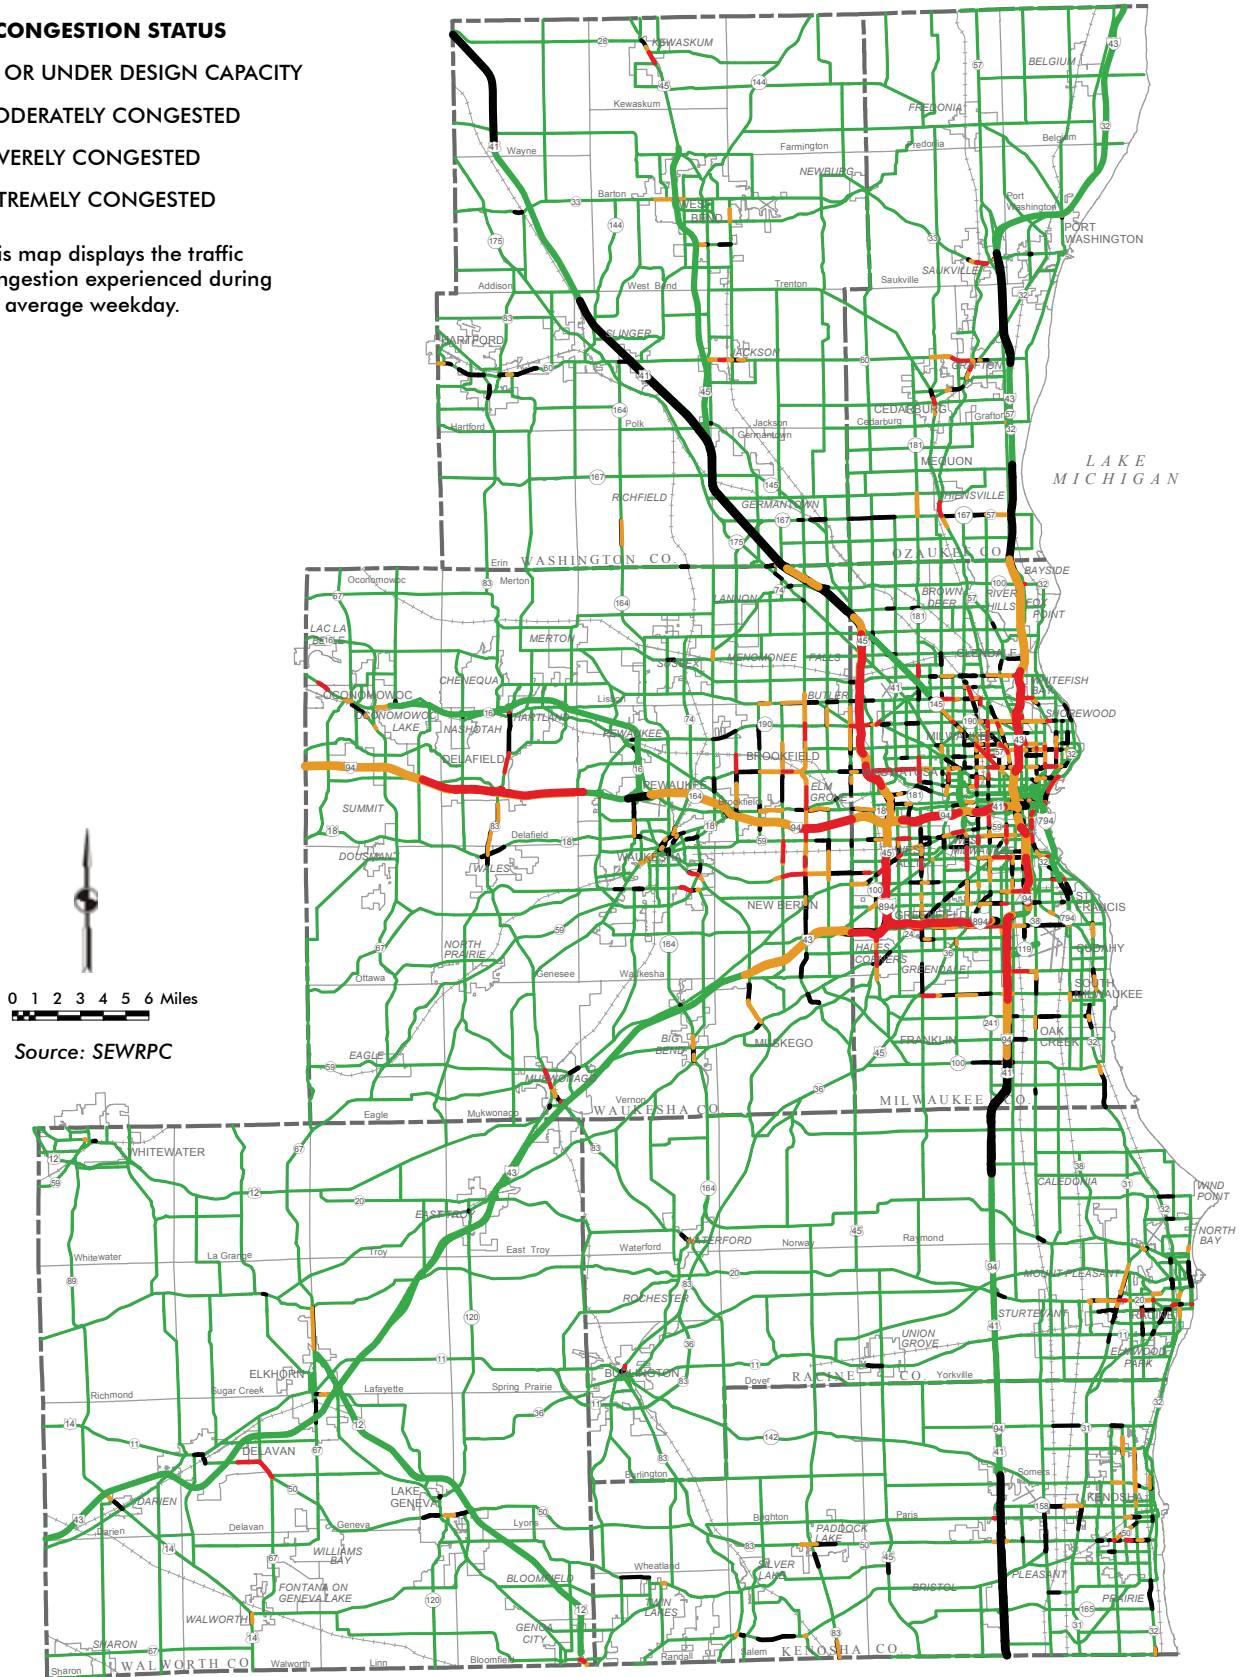 CONGESTION STATUS
OR UNDER DESIGN CAPACITY
ODERATELY CONGESTED
VERELY CONGESTED
TREMELY CONGESTED
is map displays the traffic
ngestion experienced during
average weekday.
0 1 2 3 4 5 6 Miles
Source: SEWRPC
LAKE
MICHIGAN
KEWASKUM
Kewaskum
Wayne
Barton
Farmington
NEWBURG
FREDONIA
Fredonia
BELGIUM
Belgium
Port
Washington
PORT
WASHINGTON
WEST
BEND
SAUKVILLE
Saukville
Addison
West Bend
Trenton
HARTFORD
SLINGER
JACKSON
GRAFTON
CEDARBURG
Cedarburg
Grafton
Hartford
Polk
Jackson
Germantown
MEQUON
RICHFIELD
GERMANTOWN
THIENSVILLE
Erin
WASHINGTON CO.
OZAUKEE CO.
Oconomowoc
Merton
LANNON
BAYSIDE
BROWN
DEER
RIVER
HILLS
FOX
POINT
LAC LA
BELLE
MERTON
SUSSEX
MENOMONEE FALLS
GLENDALE
CHENEQUA
OCONOMOWOC
OCONOMOWOC
LAKE
NASHOTAH
HARTLAND
Lisbon
BUTLER
WHITEFISH
BAY
SHOREWOOD
PEWAUKEE
MILWAUKEE
DELAFIELD
BROOKFIELD
WAUWATOSA
PEWAUKEE
Brookfield
ELM
GROVE
SUMMIT
DOUSMAN
Delafield
WALES
WAUKESHA
WEST
ALLIS
WEST
MILWAUKEE
NEW BERLIN
GREENFIELD
ST.
FRANCIS
NORTH
PRAIRIE
HALES
CORNERS
GREENDALE
CUDAHY
Ottawa
Genesee
Waukesha
SOUTH
MILWAUKEE
EAGLE
BIG
BEND
MUSKEGO
FRANKLIN
OAK
CREEK
MUKWONAGO
Eagle
Mukwonago
Vernon
WAUKESHA CO.
MILWAUKEE CO.
WHITEWATER
CALEDONIA
WIND
POINT
NORTH
BAY
EAST TROY
Whitewater
La Grange
Troy
East Troy
Waterford
WATERFORD
Norway
Raymond
MOUNT PLEASANT
ROCHESTER
STURTEVANT
RACINE
UNION
GROVE
ELMWOOD
PARK
ELKHORN
BURLINGTON
Dover
RACINE CO.
Yorkville
Richmond
Sugar Creek
Lafayette
Spring Prairie
DELAVAN
Burlington
Somers
LAKE
GENEVA
KENOSHA
DARIEN
Darien
Delavan
Geneva
Lyons
Brighton
Paris
PADDOCK
LAKE
WILLIAMS
BAY
BLOOMFIELD
Wheatland
SILVER
LAKE
PLEASANT
PRAIRIE
BRISTOL
FONTANA ON
GENEVA LAKE
TWIN
LAKES
WALWORTH
GENOA
CITY
SHARON
Sharon
WALWORTH CO.
Walworth
Linn
Bloomfield
Randall
Salem
KENOSHA CO.